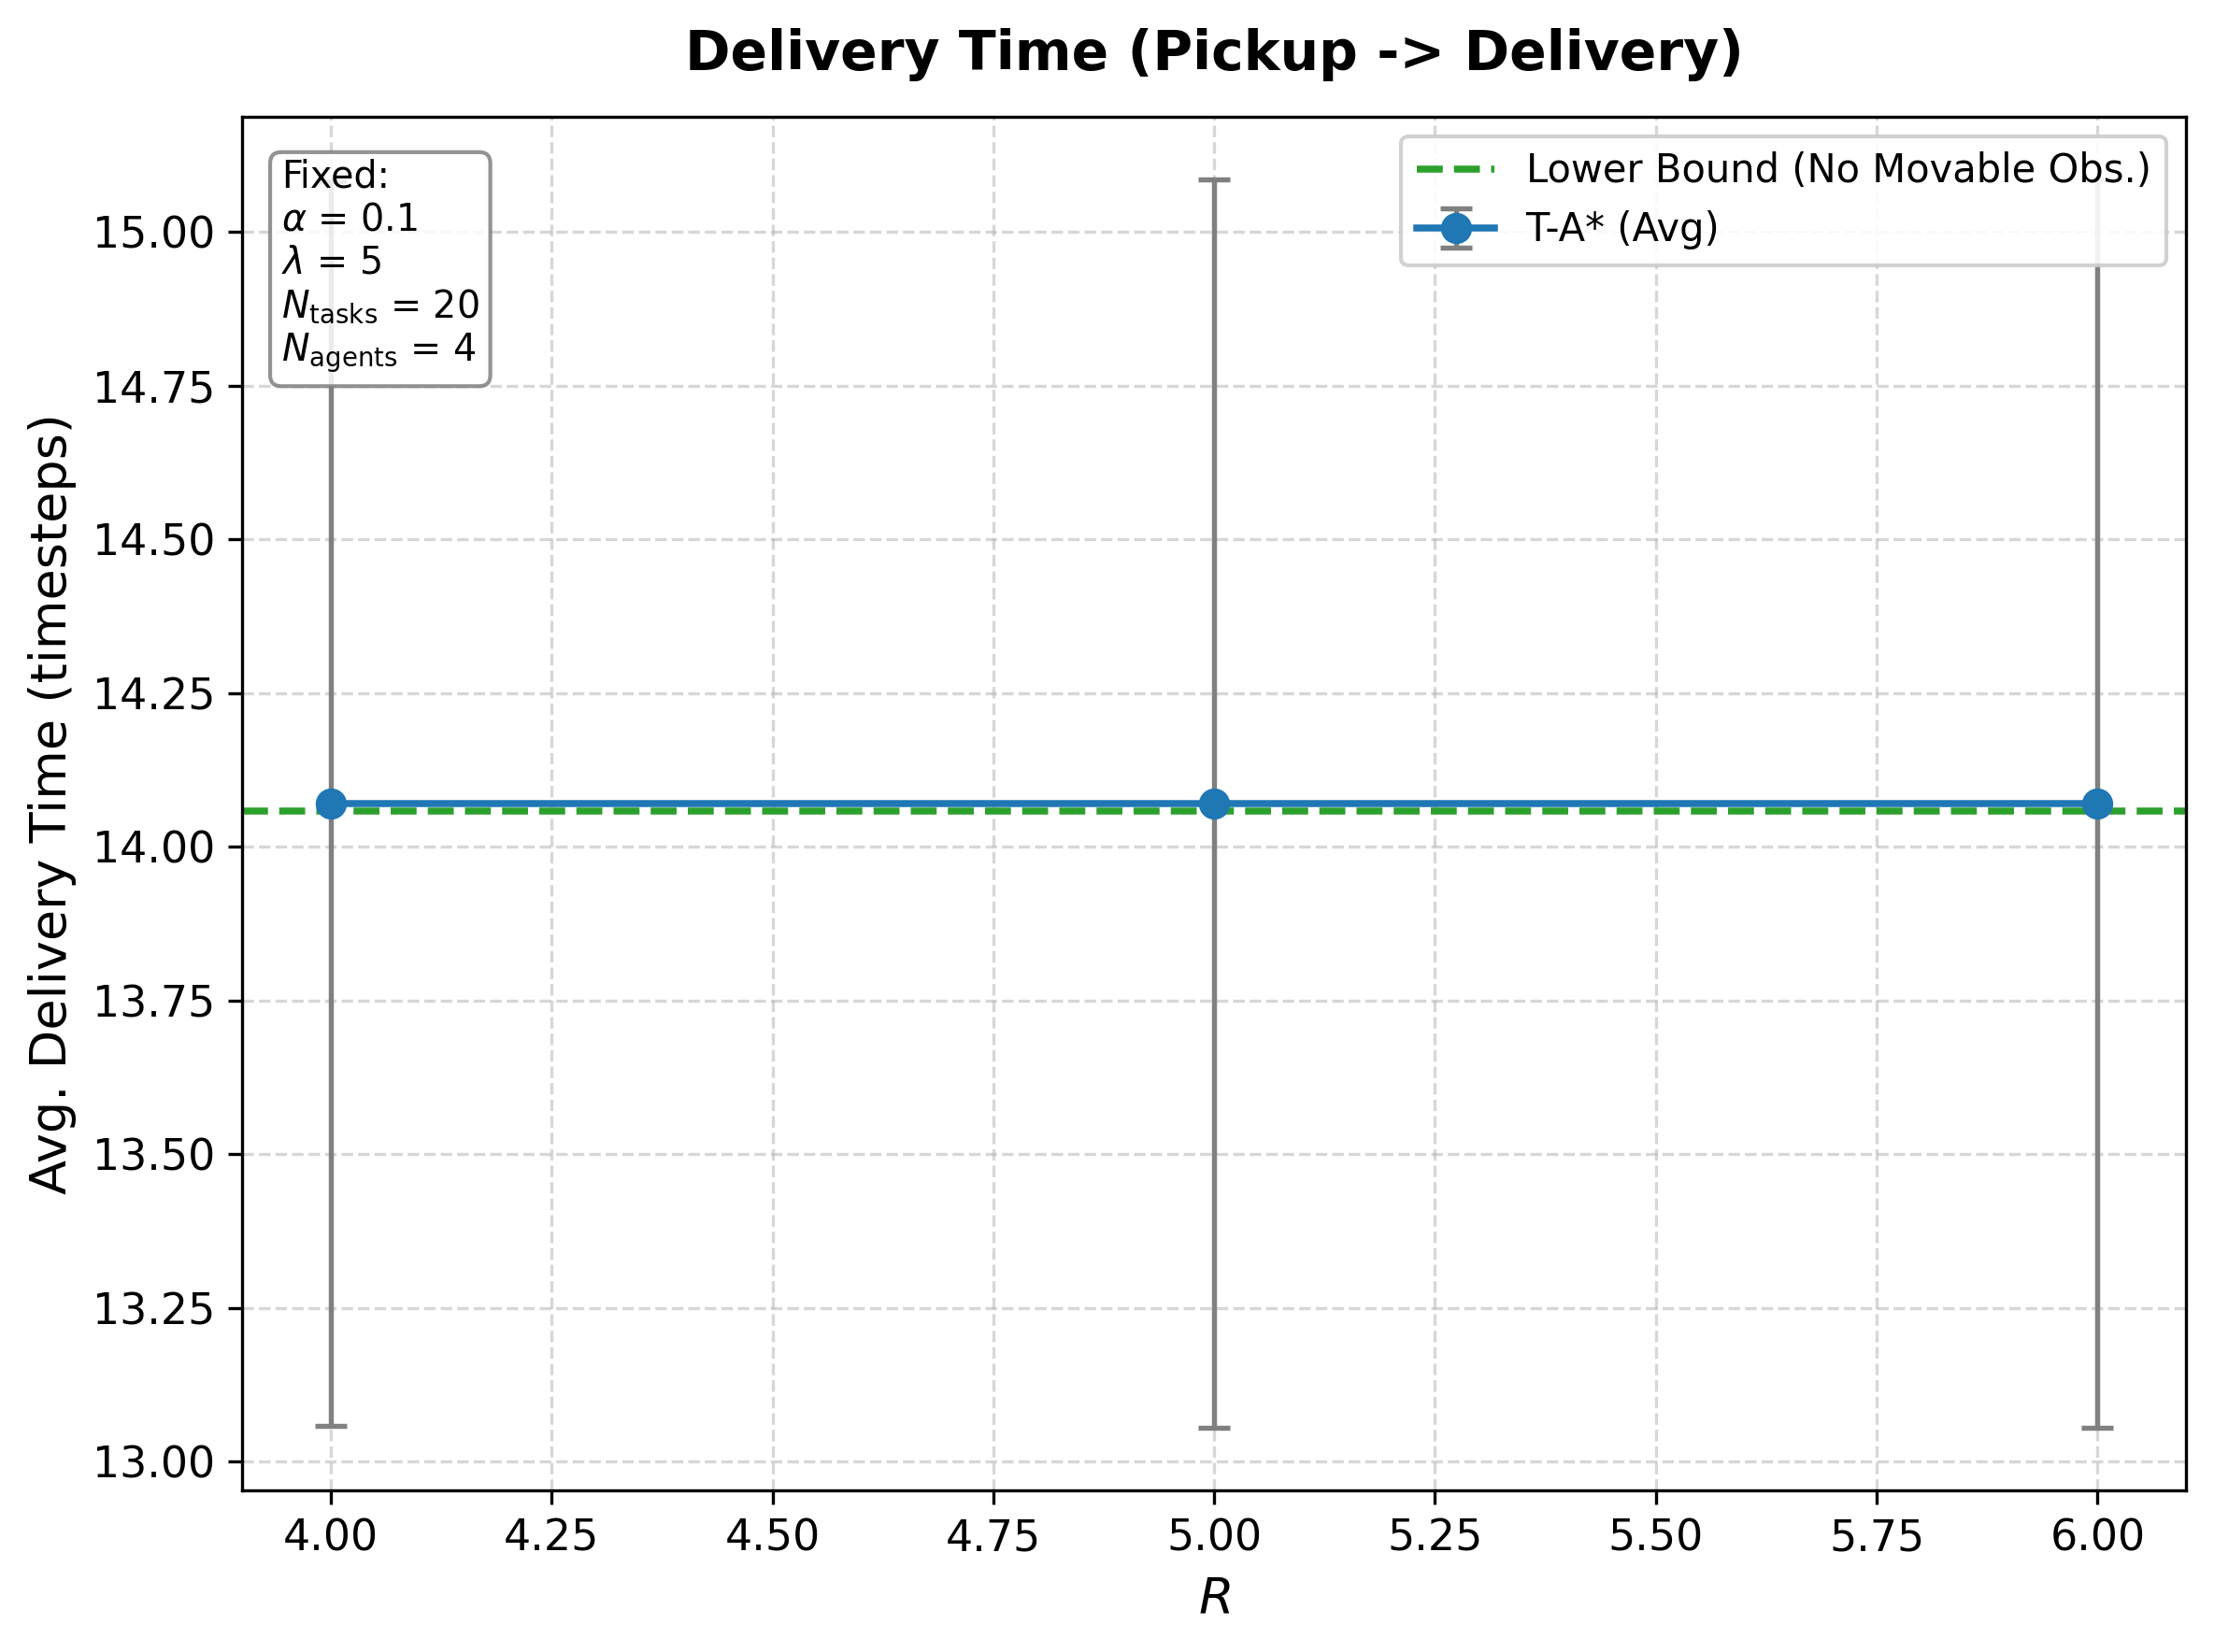 Delivery Time (Pickup -> Delivery)
Fixed:
α = 0.1
λ = 5
N_tasks = 20
N_agents = 4
Lower Bound (No Movable Obs.)
T-A* (Avg)
Avg. Delivery Time (timesteps)
15.00
14.75
14.50
14.25
14.00
13.75
13.50
13.25
13.00
4.00 4.25 4.50 4.75 5.00 5.25 5.50 5.75 6.00
R